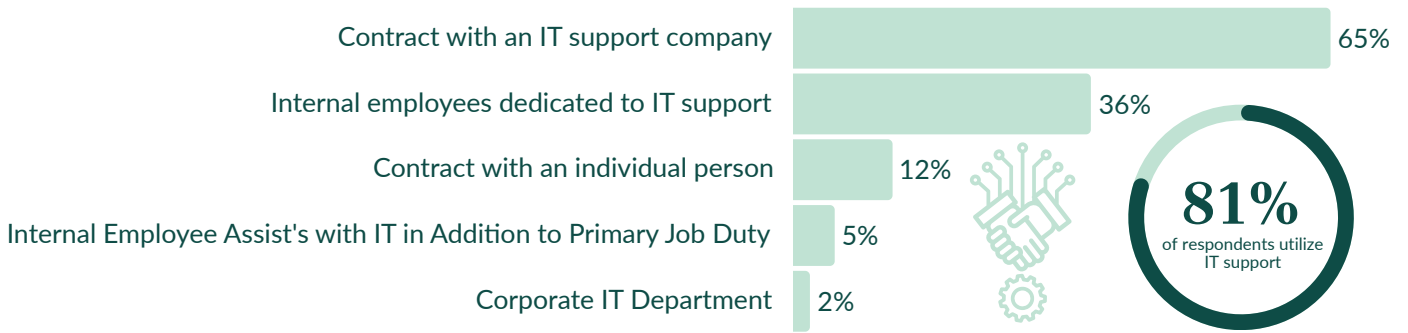 Contract with an IT support company
65%
Internal employees dedicated to IT support
36%
Contract with an individual person
12%
Internal Employee Assist's with IT in Addition to Primary Job Duty
5%
Corporate IT Department
2%
81%
of respondents utilize
IT support